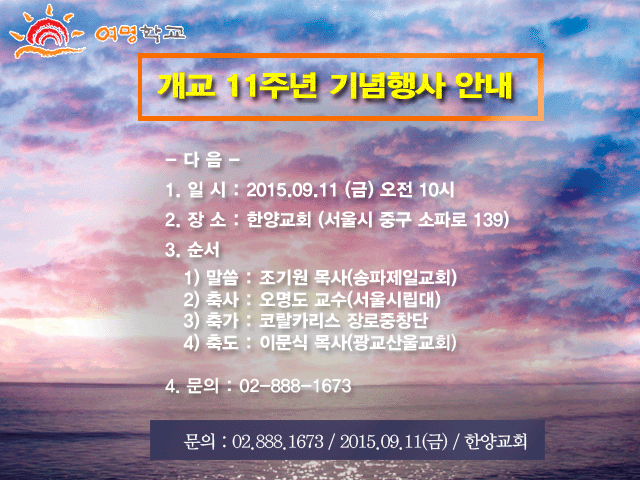 여명학교
개교 11주년 기념행사 안내
- 다 음 -
1. 일 시 : 2015.09.11 (금) 오전 10시
2. 장 소 : 한양교회 (서울시 중구 소파로 139)
3. 순서
1) 말씀 : 조기원 목사(송파제일교회)
2) 축사 : 오명도 교수(서울시립대)
3) 축가 : 코랄카리스 장로중창단
4) 축도 : 이문식 목사(광교산울교회)
4. 문의 : 02-888-1673
문의 : 02.888.1673 / 2015.09.11(금) / 한양교회